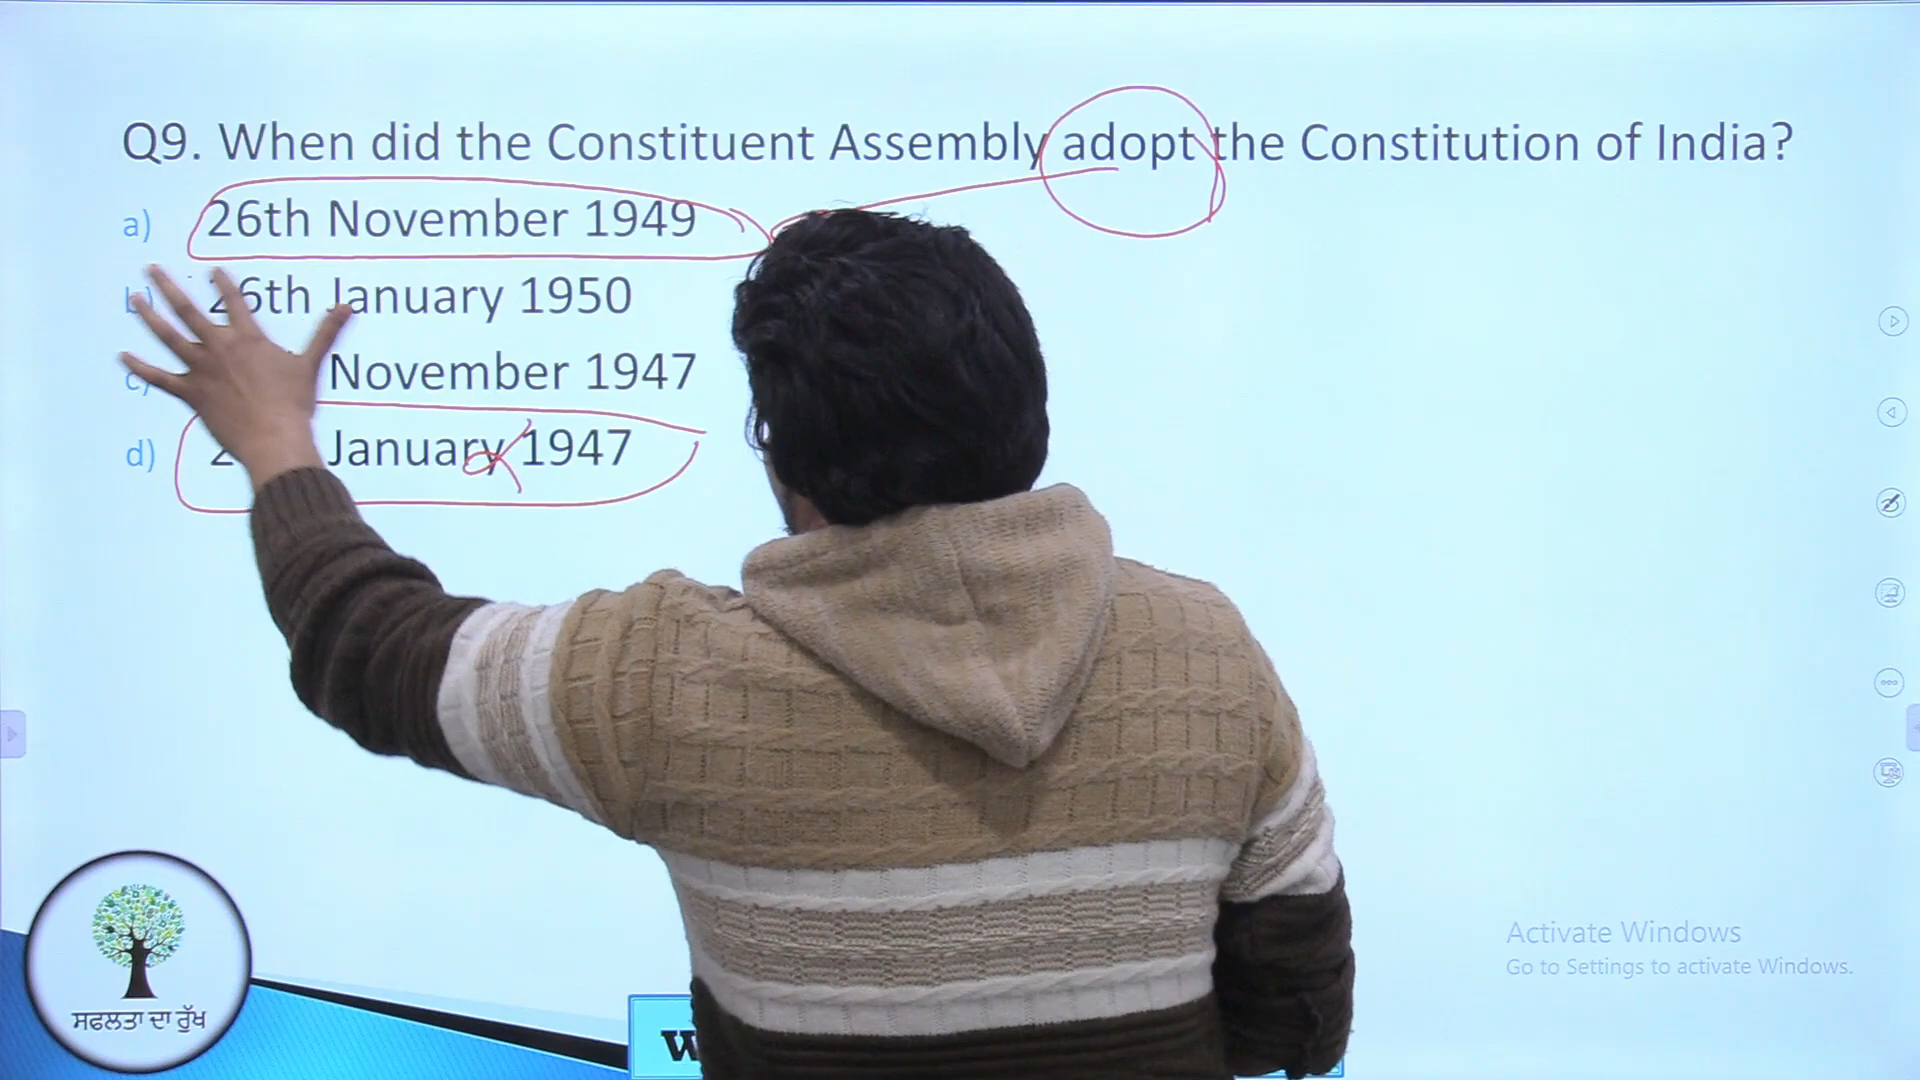 Q9. When did the Constituent Assembly adopt the Constitution of India?
a) 26th November 1949
b) 26th January 1950
c) November 1947
d) January 1947
Activate Windows
Go to Settings to activate Windows.
ਸਫਲਤਾ ਦਾ ਰੁੱਖ